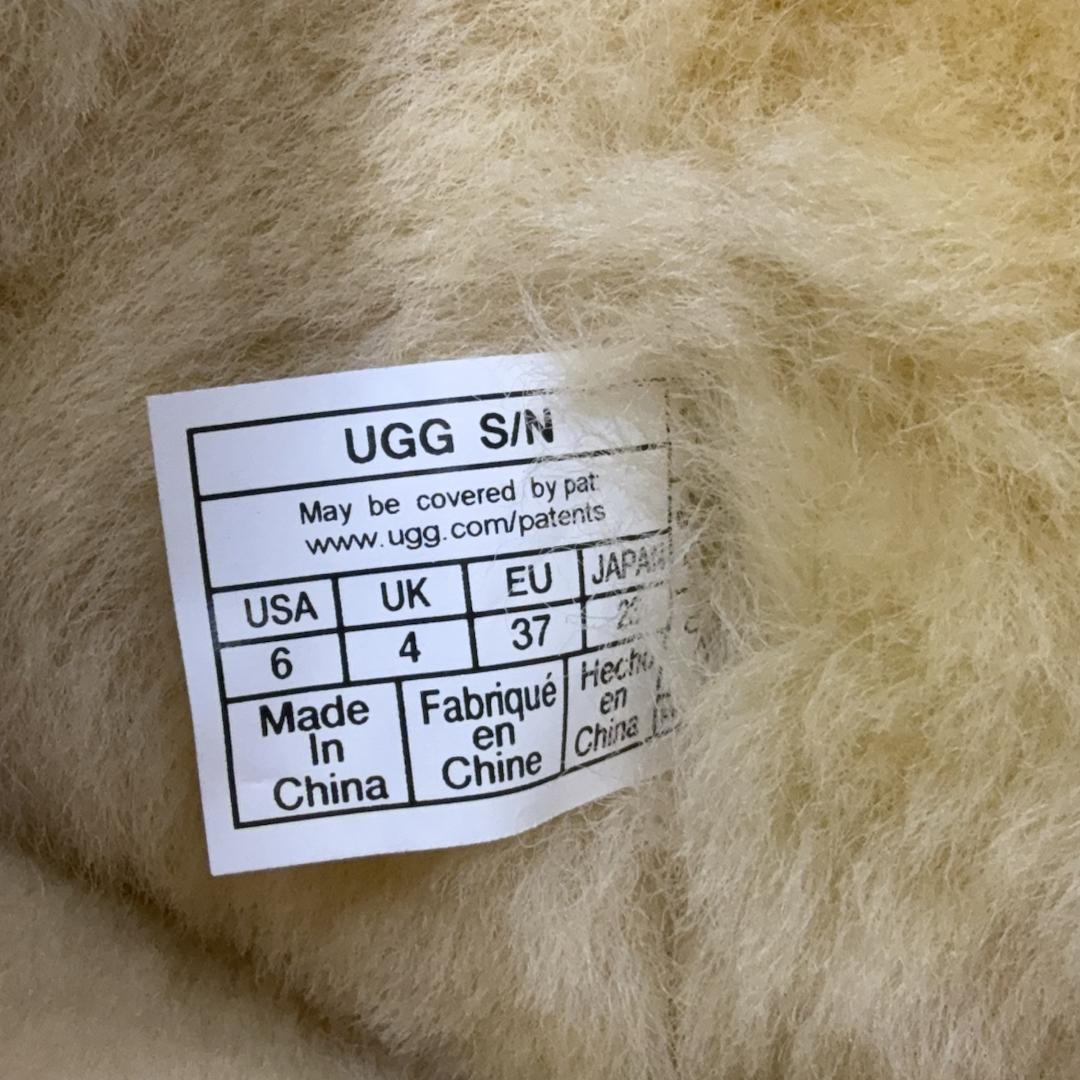 UGG S/N
May be covered by pat
www.ugg.com/patents
USA UK EU JAPAN
6 4 37
Made In China
Fabriqué en Chine
Hecho en China